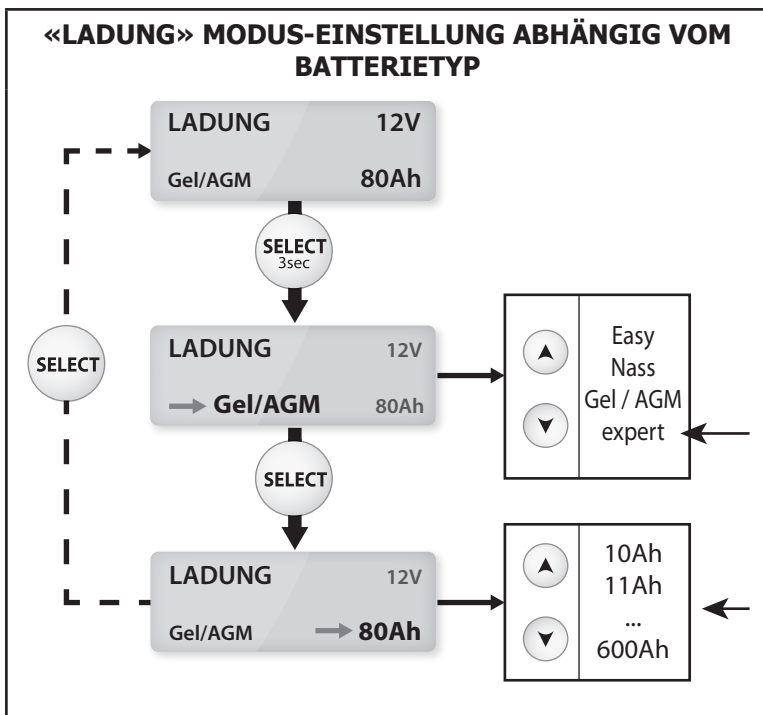 «LADUNG» MODUS-EINSTELLUNG ABHÄNGIG VOM
BATTERIETYP
LADUNG 12V
Gel/AGM 80Ah
SELECT
3sec
LADUNG 12V
Gel/AGM 80Ah
Easy
Nass
Gel / AGM
expert
SELECT
SELECT
LADUNG 12V
Gel/AGM 80Ah
10Ah
11Ah
...
600Ah